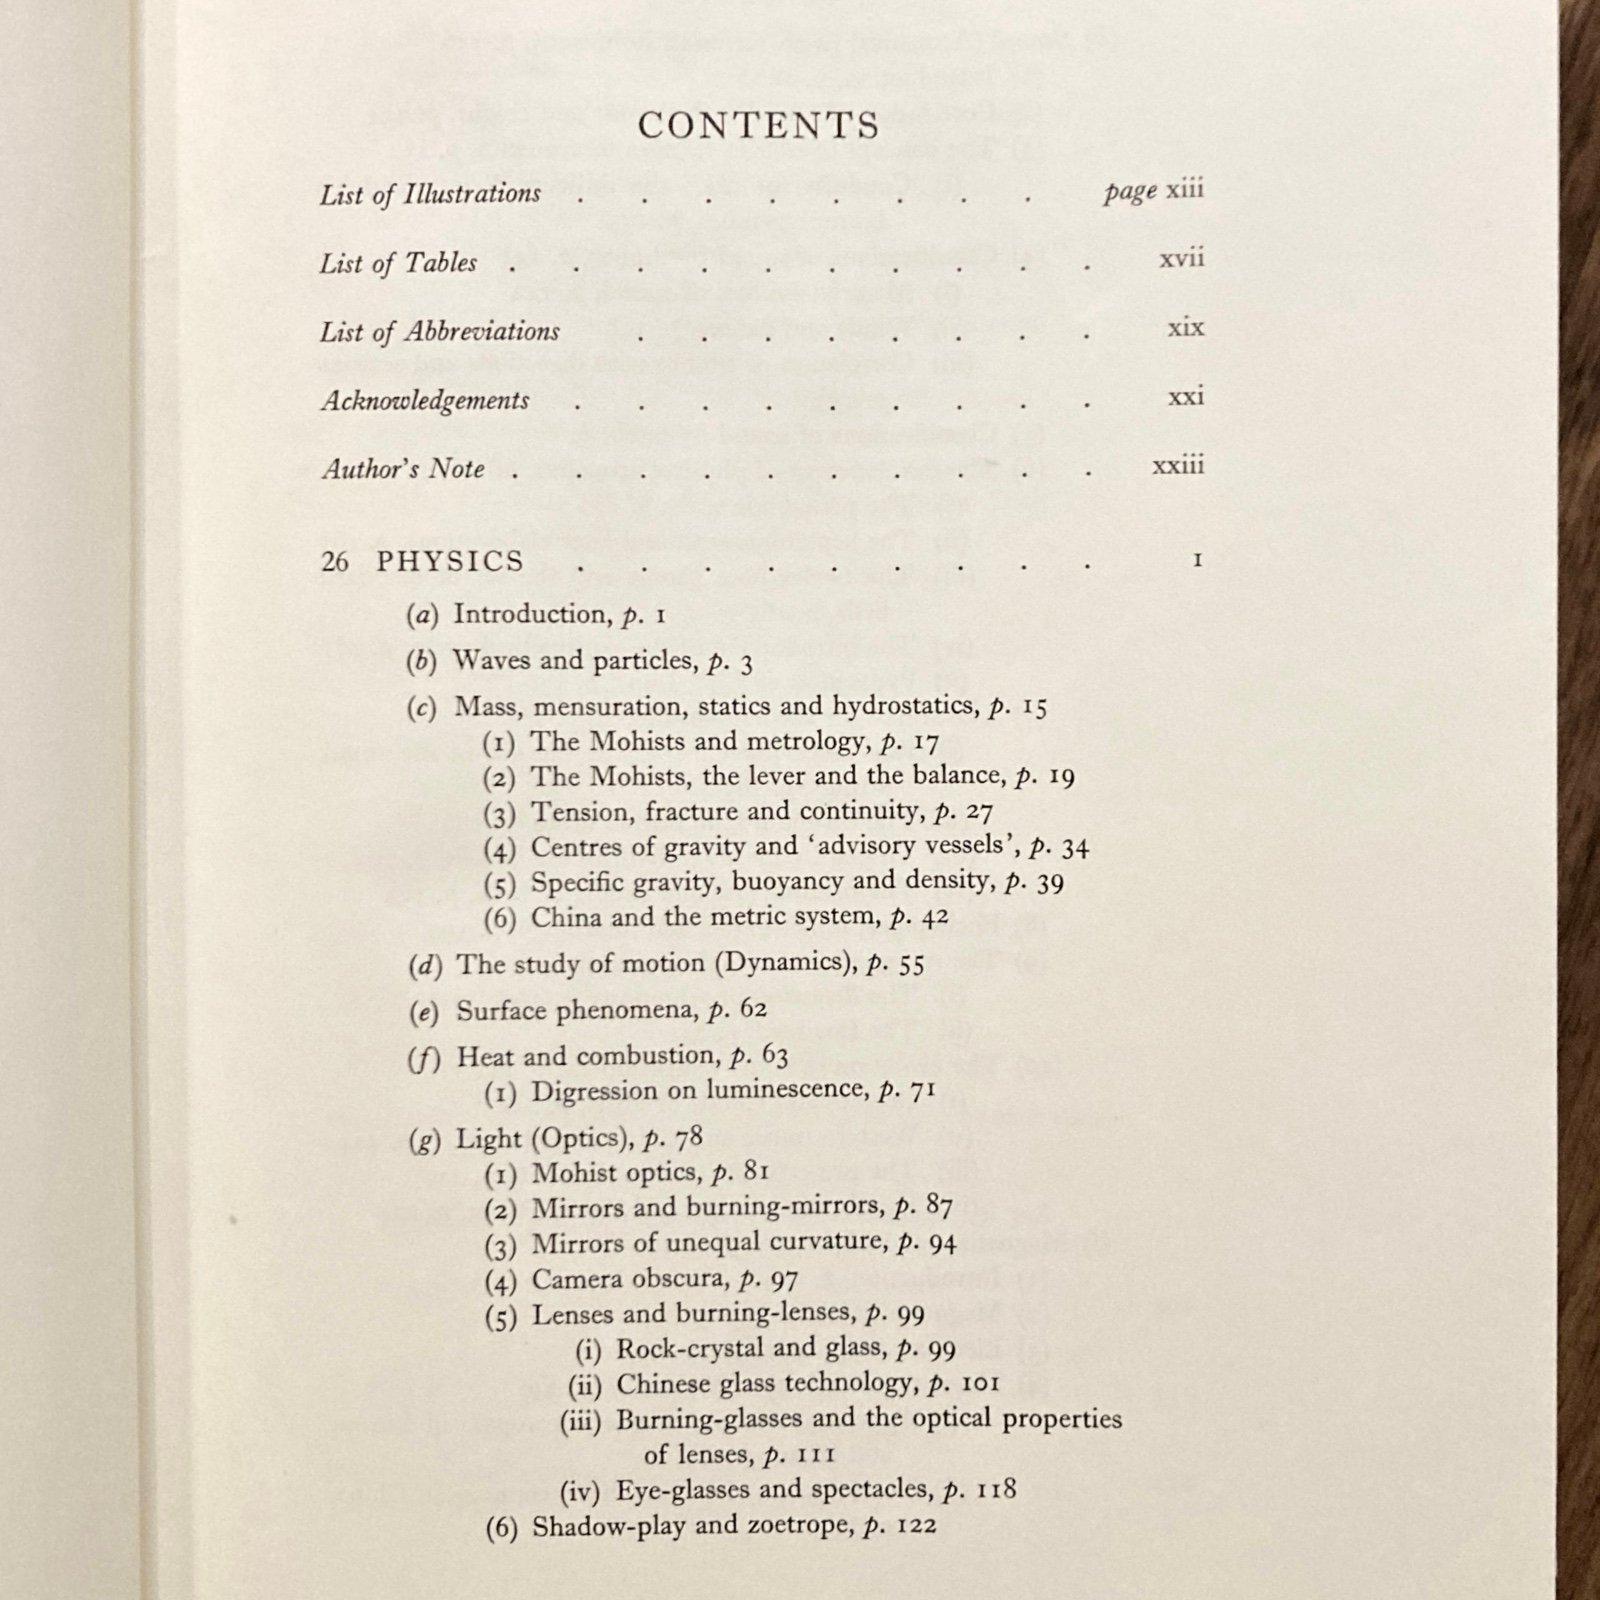 CONTENTS
List of Illustrations . . . . . . . . page xiii
List of Tables . . . . . . . . . . xvii
List of Abbreviations . . . . . . . . xix
Acknowledgements . . . . . . . . . xxi
Author's Note . . . . . . . . . . xxiii
26 PHYSICS . . . . . . . . . 1
(a) Introduction, p. 1
(b) Waves and particles, p. 3
(c) Mass, mensuration, statics and hydrostatics, p. 15
(1) The Mohists and metrology, p. 17
(2) The Mohists, the lever and the balance, p. 19
(3) Tension, fracture and continuity, p. 27
(4) Centres of gravity and ‘advisory vessels’, p. 34
(5) Specific gravity, buoyancy and density, p. 39
(6) China and the metric system, p. 42
(d) The study of motion (Dynamics), p. 55
(e) Surface phenomena, p. 62
(f) Heat and combustion, p. 63
(1) Digression on luminescence, p. 71
(g) Light (Optics), p. 78
(1) Mohist optics, p. 81
(2) Mirrors and burning-mirrors, p. 87
(3) Mirrors of unequal curvature, p. 94
(4) Camera obscura, p. 97
(5) Lenses and burning-lenses, p. 99
(i) Rock-crystal and glass, p. 99
(ii) Chinese glass technology, p. 101
(iii) Burning-glasses and the optical properties
of lenses, p. 111
(iv) Eye-glasses and spectacles, p. 118
(6) Shadow-play and zoetrope, p. 122